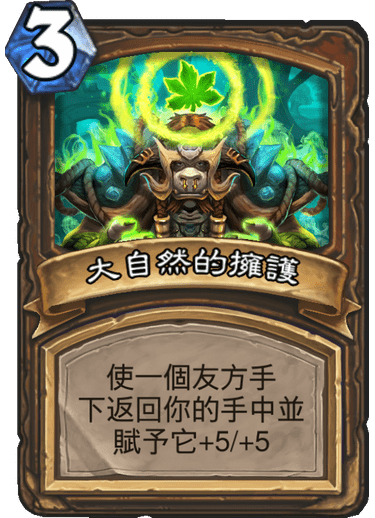 3
大自然的擁護
使一個友方手
下返回你的手中並
賦予它+5/+5